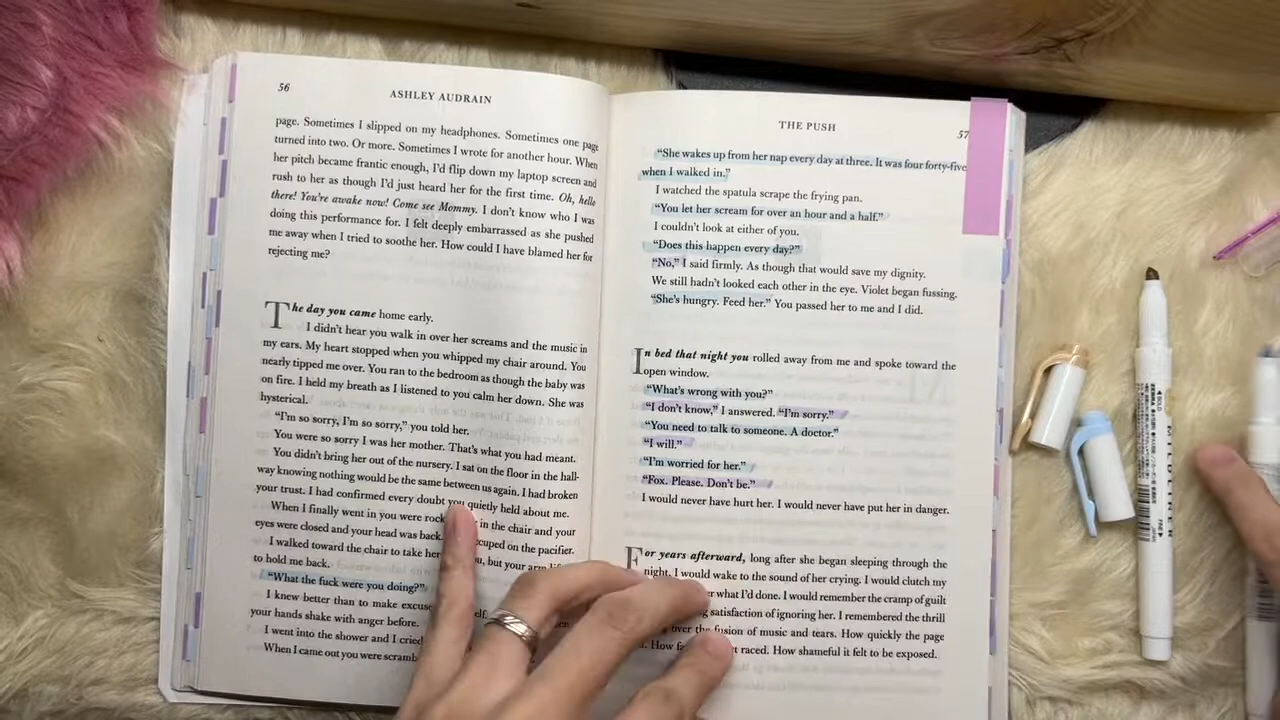 56
ASHLEY AUDRAIN
page. Sometimes I slipped on my headphones. Sometimes one page
turned into two. Or more. Sometimes I wrote for another hour. When
her pitch became frantic enough, I'd flip down my laptop screen and
rush to her as though I'd just heard her for the first time. Oh, hello
there! You're awake now! Come see Mommy. I don't know who I was
doing this performance for. I felt deeply embarrassed as she pushed
me away when I tried to soothe her. How could I have blamed her for
rejecting me?
The day you came home early.
I didn't hear you walk in over her screams and the music in
my ears. My heart stopped when you whipped my chair around. You
nearly tipped me over. You ran to the bedroom as though the baby was
on fire. I held my breath as I listened to you calm her down. She was
hysterical.
“I'm so sorry, I'm so sorry,” you told her.
You were so sorry I was her mother. That's what you had meant.
You didn't bring her out of the nursery. I sat on the floor in the hall-
way knowing nothing would be the same between us again. I had broken
your trust. I had confirmed every doubt you quietly held about me.
When I finally went in you were in the chair and your
eyes were closed and your head was back. on the pacifier.
I walked toward the chair to take her but your arm
to hold me back.
“What the fuck were you doing?”
I knew better than to make
your hands shake with anger before.
I went into the shower and I cried
When I came out you were
THE PUSH
57
“She wakes up from her nap every day at three. It was four forty-five
when I walked in.”
I watched the spatula scrape the frying pan.
“You let her scream for over an hour and a half.”
I couldn't look at either of you.
“Does this happen every day?”
“No,” I said firmly. As though that would save my dignity.
We still hadn't looked each other in the eye. Violet began fussing.
“She's hungry. Feed her.” You passed her to me and I did.
In bed that night you rolled away from me and spoke toward the
open window.
“What's wrong with you?”
“I don't know,” I answered. “I'm sorry.”
“You need to talk to someone. A doctor.”
“I will.”
“I'm worried for her.”
“Fox. Please. Don't be.”
I would never have hurt her. I would never have put her in danger.
For years afterward, long after she began sleeping through the
night, I would wake to the sound of her crying. I would clutch my
what I'd done. I would remember the cramp of guilt
satisfaction of ignoring her. I remembered the thrill
over the fusion of music and tears. How quickly the page
How raced. How shameful it felt to be exposed.
MILDLINER